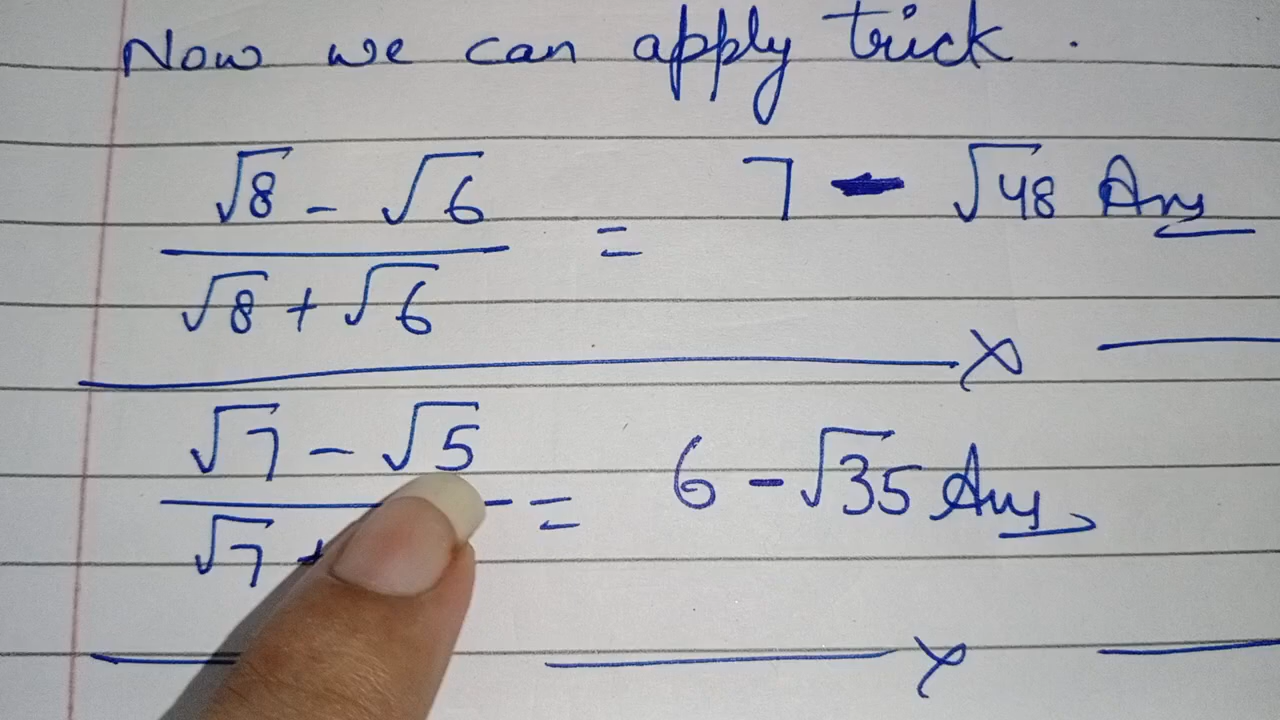 Now we can apply trick .
√8 - √6
= 7 - √48 Ans
√8 + √6
√7 - √5
= 6 - √35 Ans
√7 +